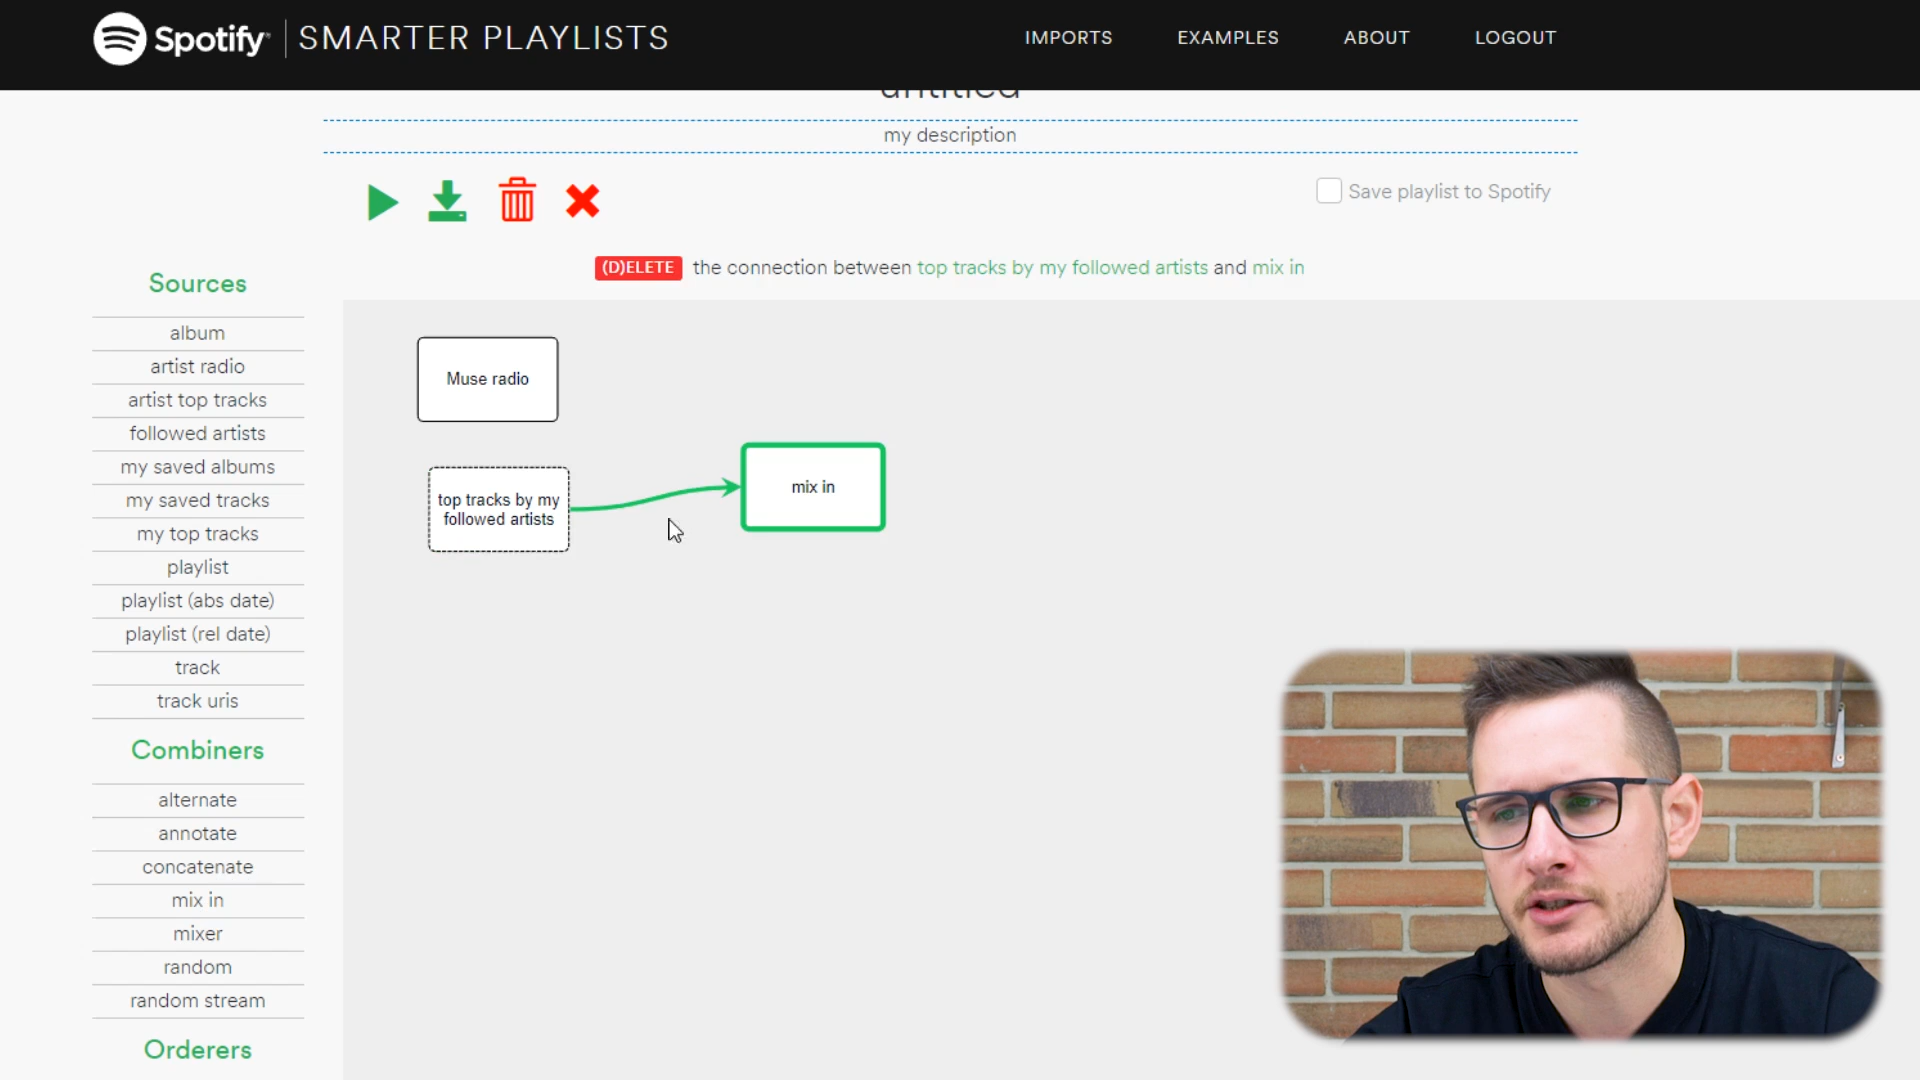 Spotify SMARTER PLAYLISTS
IMPORTS EXAMPLES ABOUT LOGOUT
untitled
my description
Save playlist to Spotify
(D)ELETE the connection between top tracks by my followed artists and mix in
Sources
album
artist radio
artist top tracks
followed artists
my saved albums
my saved tracks
my top tracks
playlist
playlist (abs date)
playlist (rel date)
track
track uris
Combiners
alternate
annotate
concatenate
mix in
mixer
random
random stream
Orderers
Muse radio
top tracks by my
followed artists
mix in